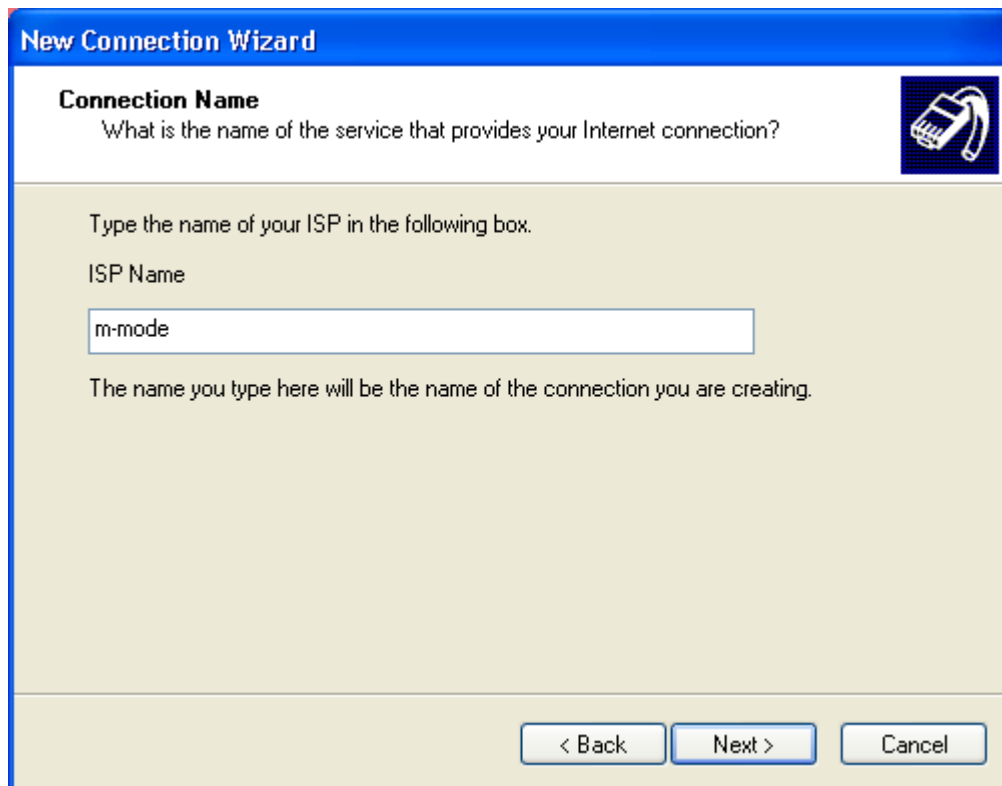 New Connection Wizard
Connection Name
What is the name of the service that provides your Internet connection?
Type the name of your ISP in the following box.
ISP Name
m-mode
The name you type here will be the name of the connection you are creating.
< Back Next > Cancel